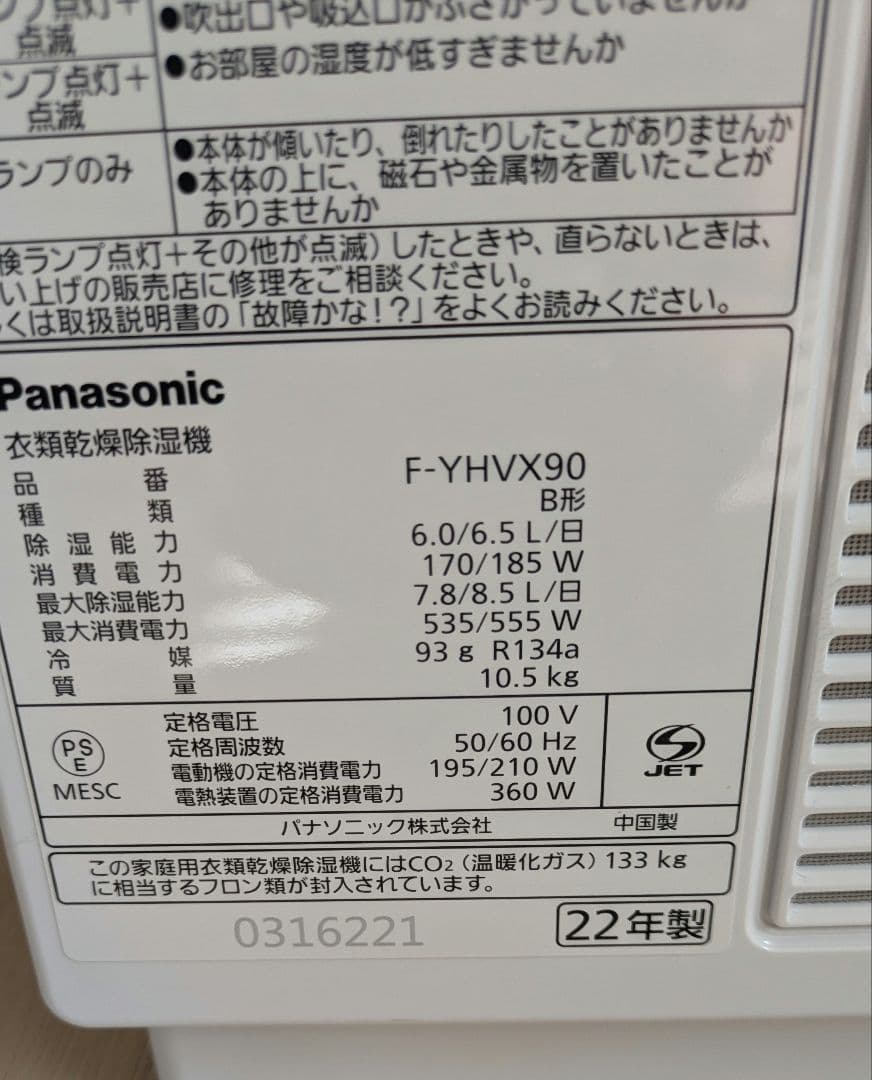 ンプ点灯+
点滅
●吹出口や吸込口がふさがっていませんか
●お部屋の湿度が低すぎませんか
ンプ点灯+
点滅
ランプのみ
●本体が傾いたり、倒れたりしたことがありませんか
●本体の上に、磁石や金属物を置いたことが
ありませんか
検ランプ点灯+その他が点滅)したときや、直らないときは、
い上げの販売店に修理をご相談ください。
くは取扱説明書の「故障かな!?」をよくお読みください。
Panasonic
衣類乾燥除湿機
品番 F-YHVX90
種類 B形
除湿能力 6.0/6.5 L/日
消費電力 170/185 W
最大除湿能力 7.8/8.5 L/日
最大消費電力 535/555 W
冷媒 93 g R134a
質量 10.5 kg
PS
E
MESC
定格電圧 100 V
定格周波数 50/60 Hz
電動機の定格消費電力 195/210 W
電熱装置の定格消費電力 360 W
JET
パナソニック株式会社 中国製
この家庭用衣類乾燥除湿機にはCO₂(温暖化ガス)133 kg
に相当するフロン類が封入されています。
0316221
22年製